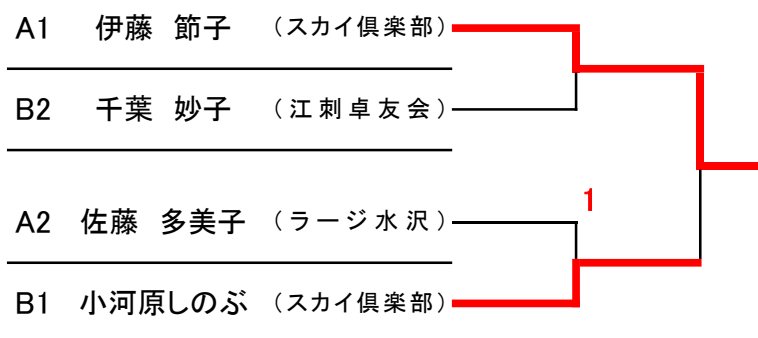 A1 伊藤 節子 （スカイ倶楽部）
B2 千葉 妙子 （江刺卓友会）
1
A2 佐藤 多美子 （ラージ水沢）
B1 小河原しのぶ （スカイ倶楽部）